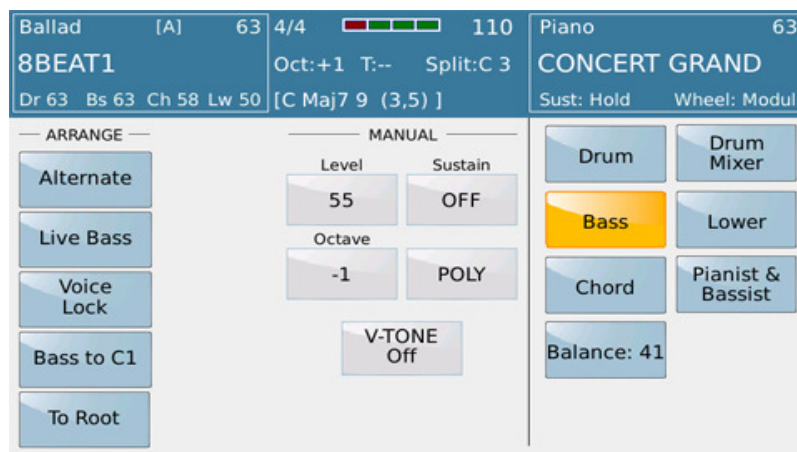 Ballad [A] 63
8BEAT1
Dr 63 Bs 63 Ch 58 Lw 50
4/4 110
Oct:+1 T:-- Split:C 3
[C Maj7 9 (3,5) ]
Piano 63
CONCERT GRAND
Sust: Hold Wheel: Modul
ARRANGE
Alternate
Live Bass
Voice
Lock
Bass to C1
To Root
MANUAL
Level Sustain
55 OFF
Octave
-1 POLY
V-TONE
Off
Drum
Drum
Mixer
Bass
Lower
Chord
Pianist &
Bassist
Balance: 41